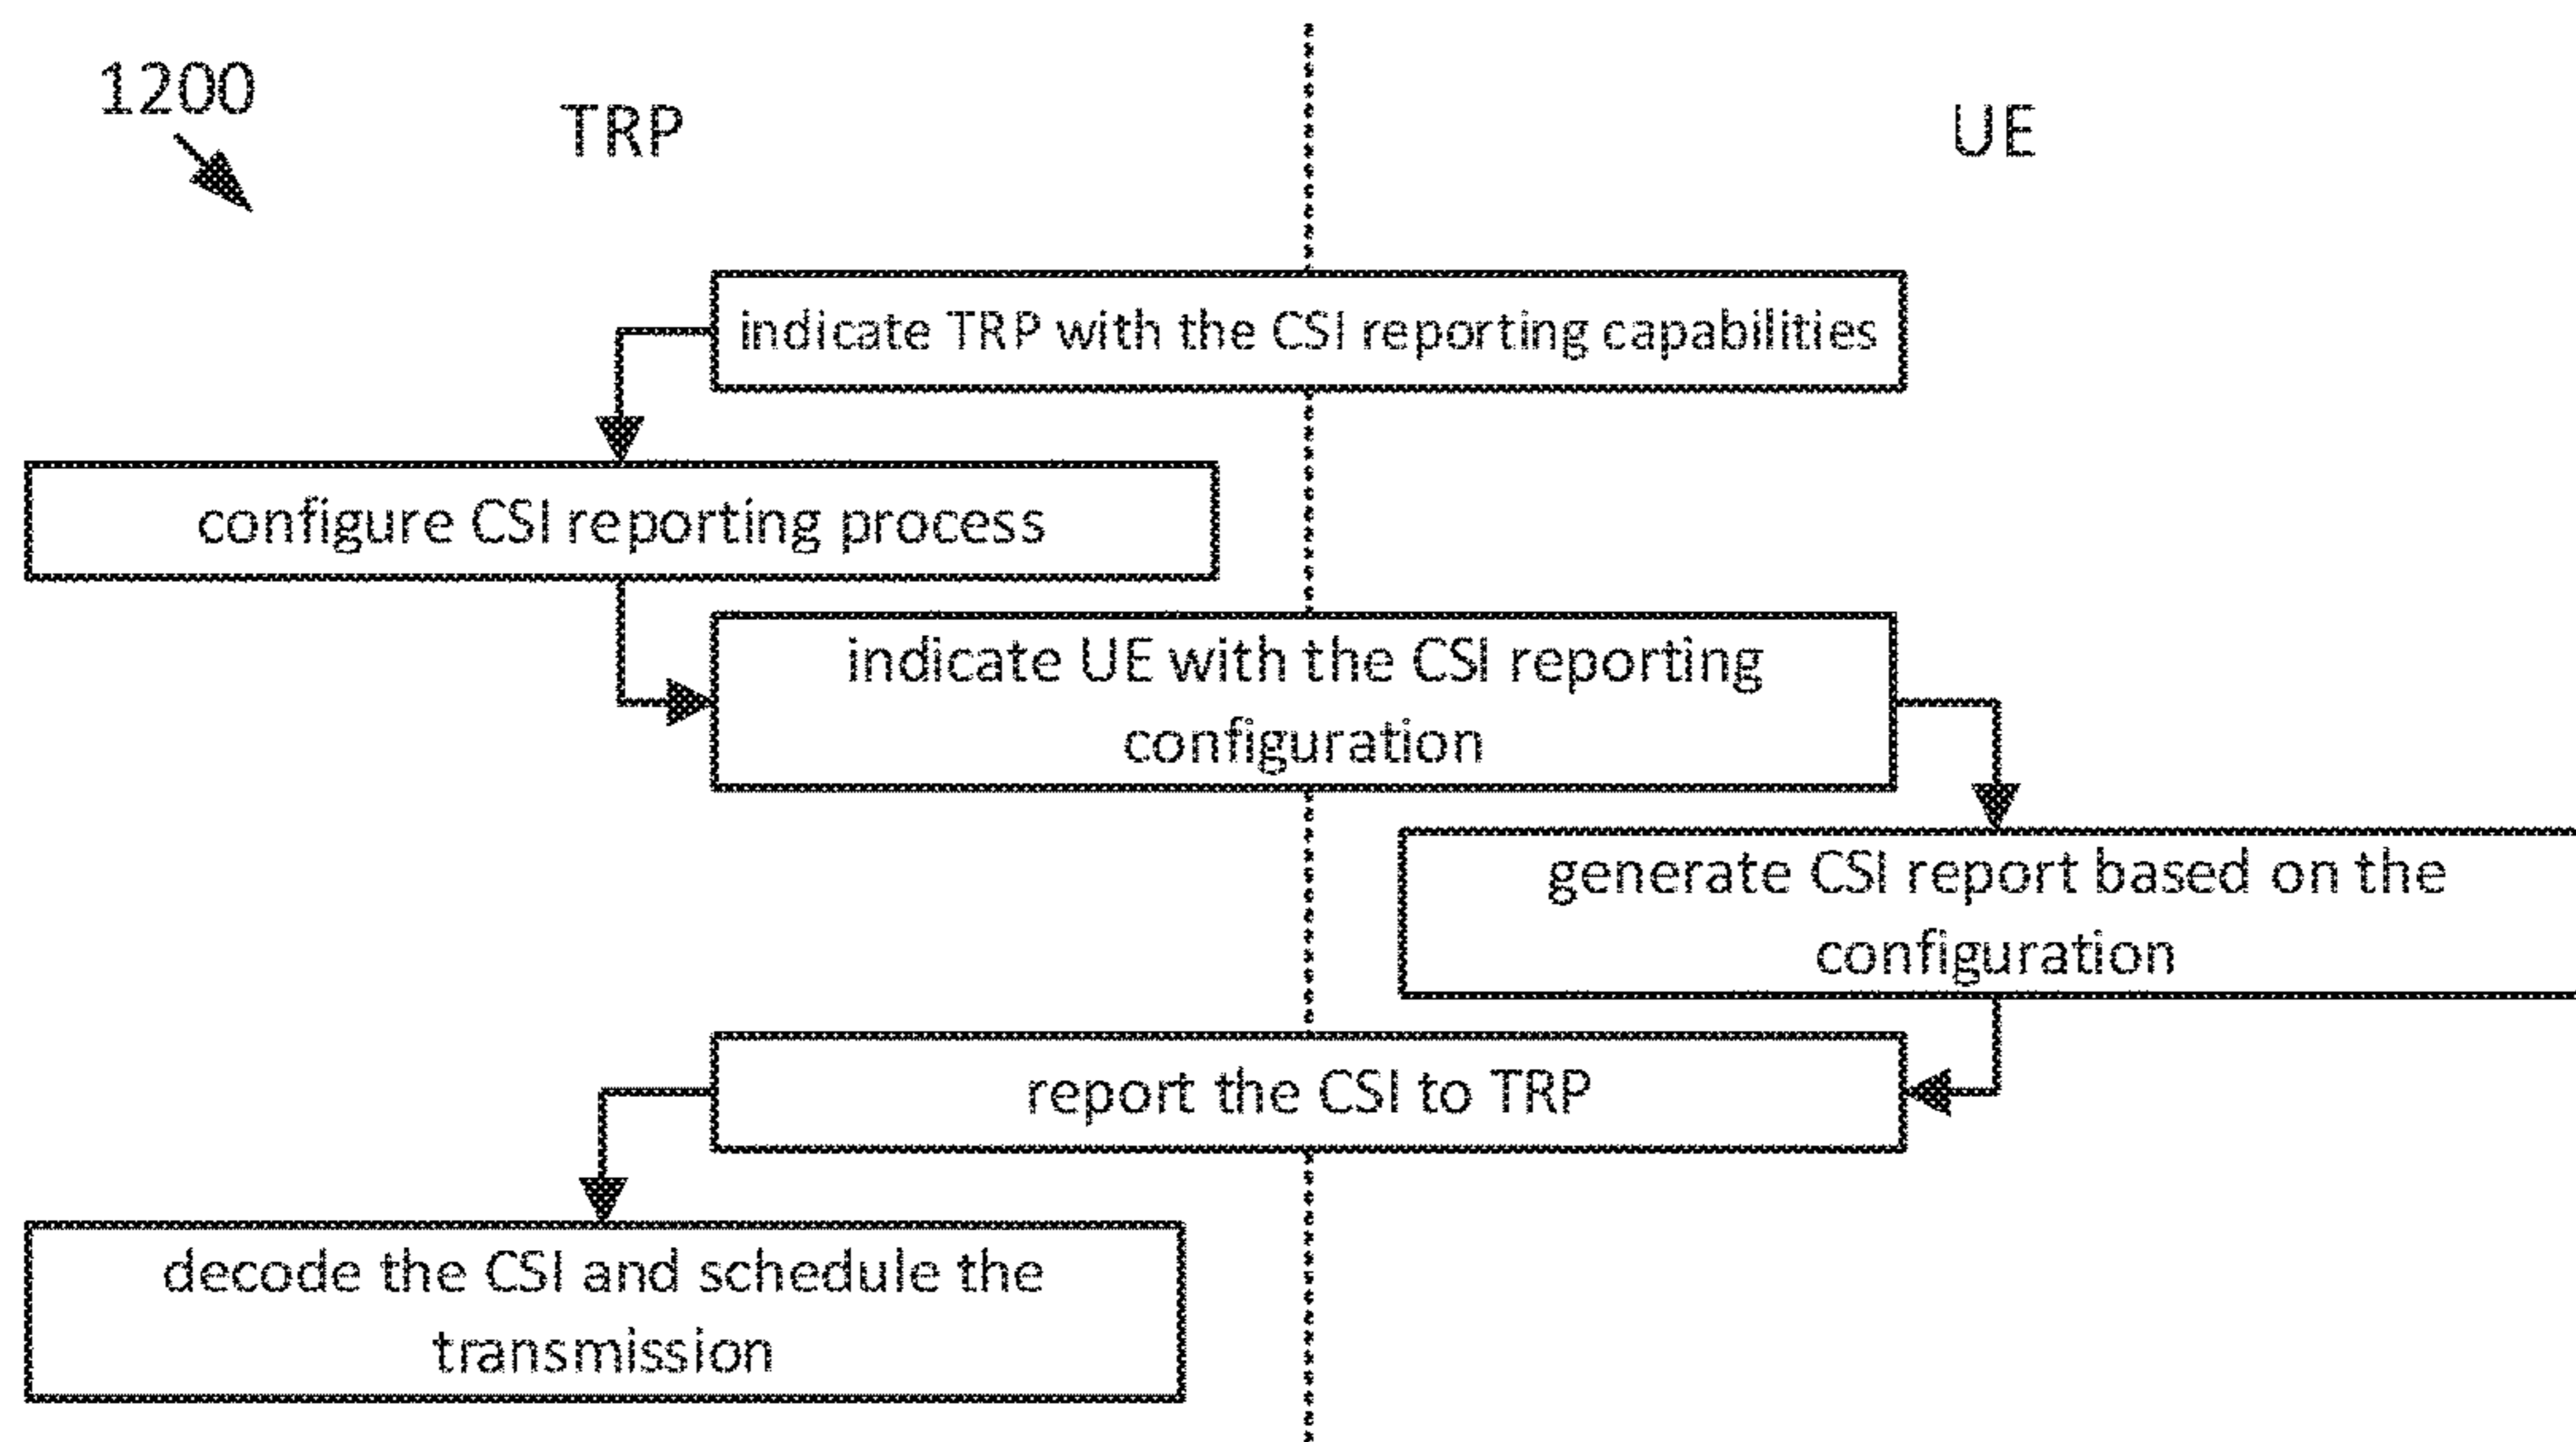 1200
TRP
UE
indicate TRP with the CSI reporting capabilities
configure CSI reporting process
indicate UE with the CSI reporting
configuration
generate CSI report based on the
configuration
report the CSI to TRP
decode the CSI and schedule the
transmission